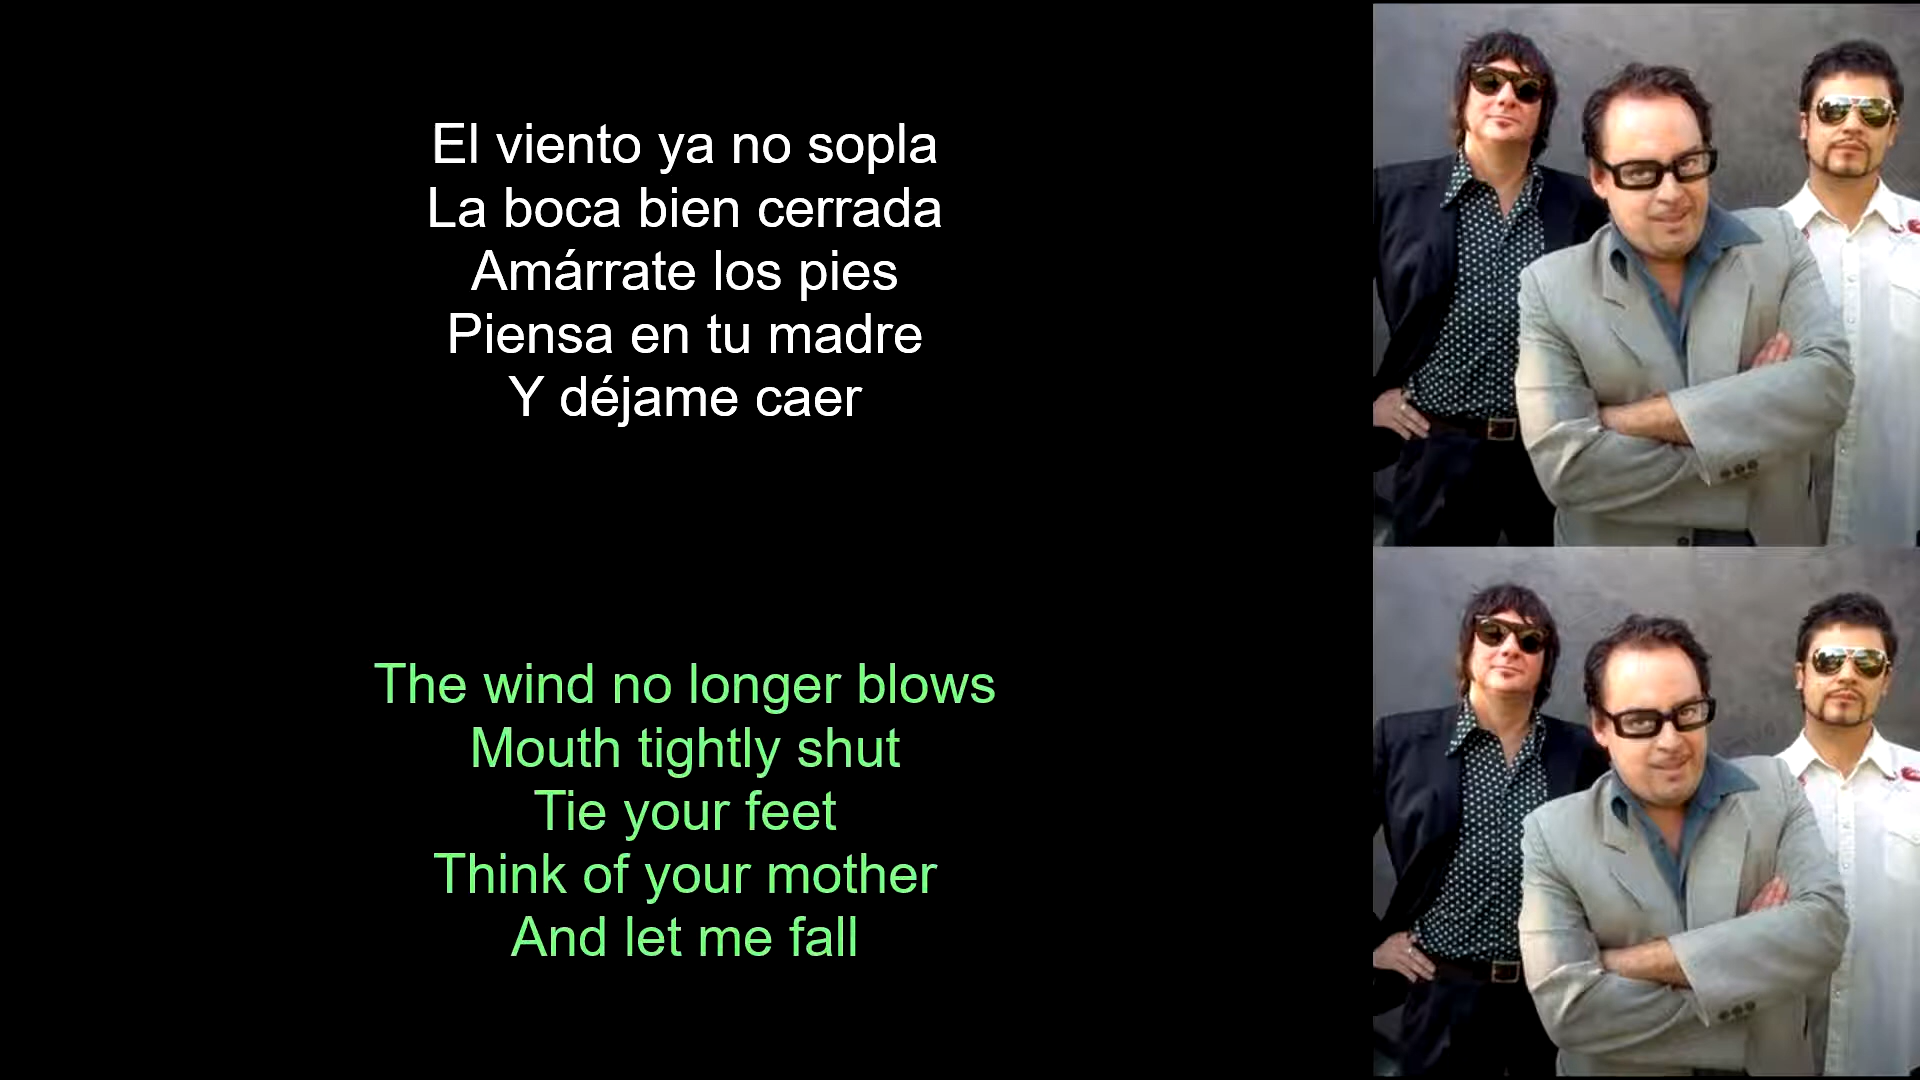 El viento ya no sopla
La boca bien cerrada
Amárrate los pies
Piensa en tu madre
Y déjame caer
The wind no longer blows
Mouth tightly shut
Tie your feet
Think of your mother
And let me fall